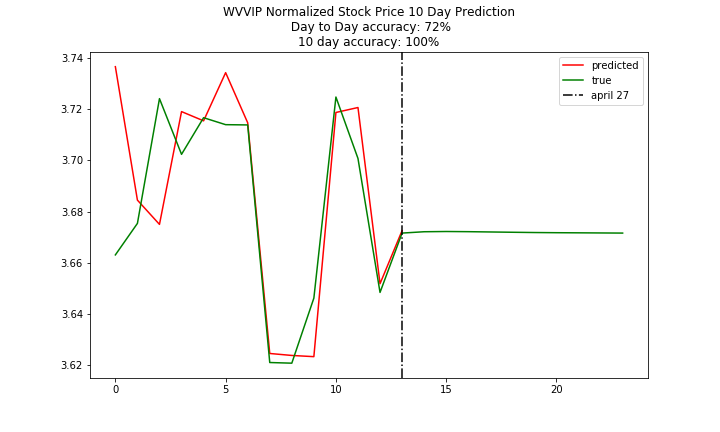 WVVIP Normalized Stock Price 10 Day Prediction
Day to Day accuracy: 72%
10 day accuracy: 100%
predicted
true
april 27
3.74
3.72
3.70
3.68
3.66
3.64
3.62
0 5 10 15 20